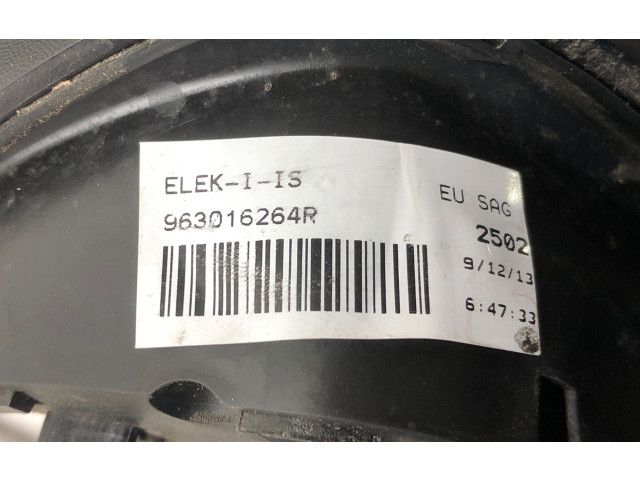 ELEK-I-IS
963016264R
EU SAG
2502
9/12/13
6:47:33